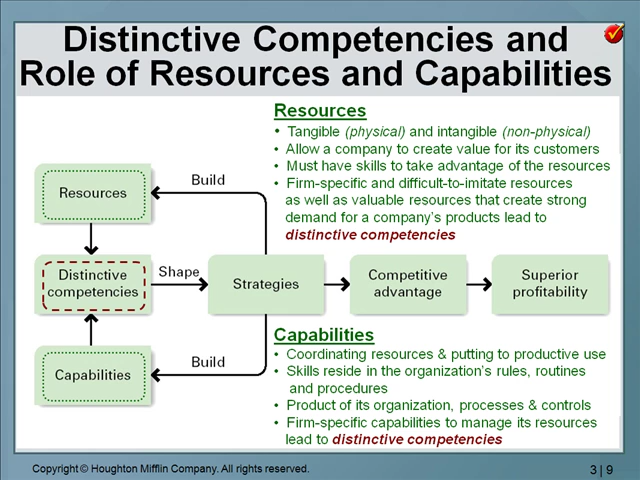 Distinctive Competencies and
Role of Resources and Capabilities
Resources
• Tangible (physical) and intangible (non-physical)
• Allow a company to create value for its customers
• Must have skills to take advantage of the resources
• Firm-specific and difficult-to-imitate resources
as well as valuable resources that create strong
demand for a company's products lead to
distinctive competencies
Build
Resources
Distinctive
competencies
Shape
Strategies
Competitive
advantage
Superior
profitability
Capabilities
Build
Capabilities
• Coordinating resources & putting to productive use
• Skills reside in the organization's rules, routines
and procedures
• Product of its organization, processes & controls
• Firm-specific capabilities to manage its resources
lead to distinctive competencies
Copyright © Houghton Mifflin Company. All rights reserved.
3 | 9